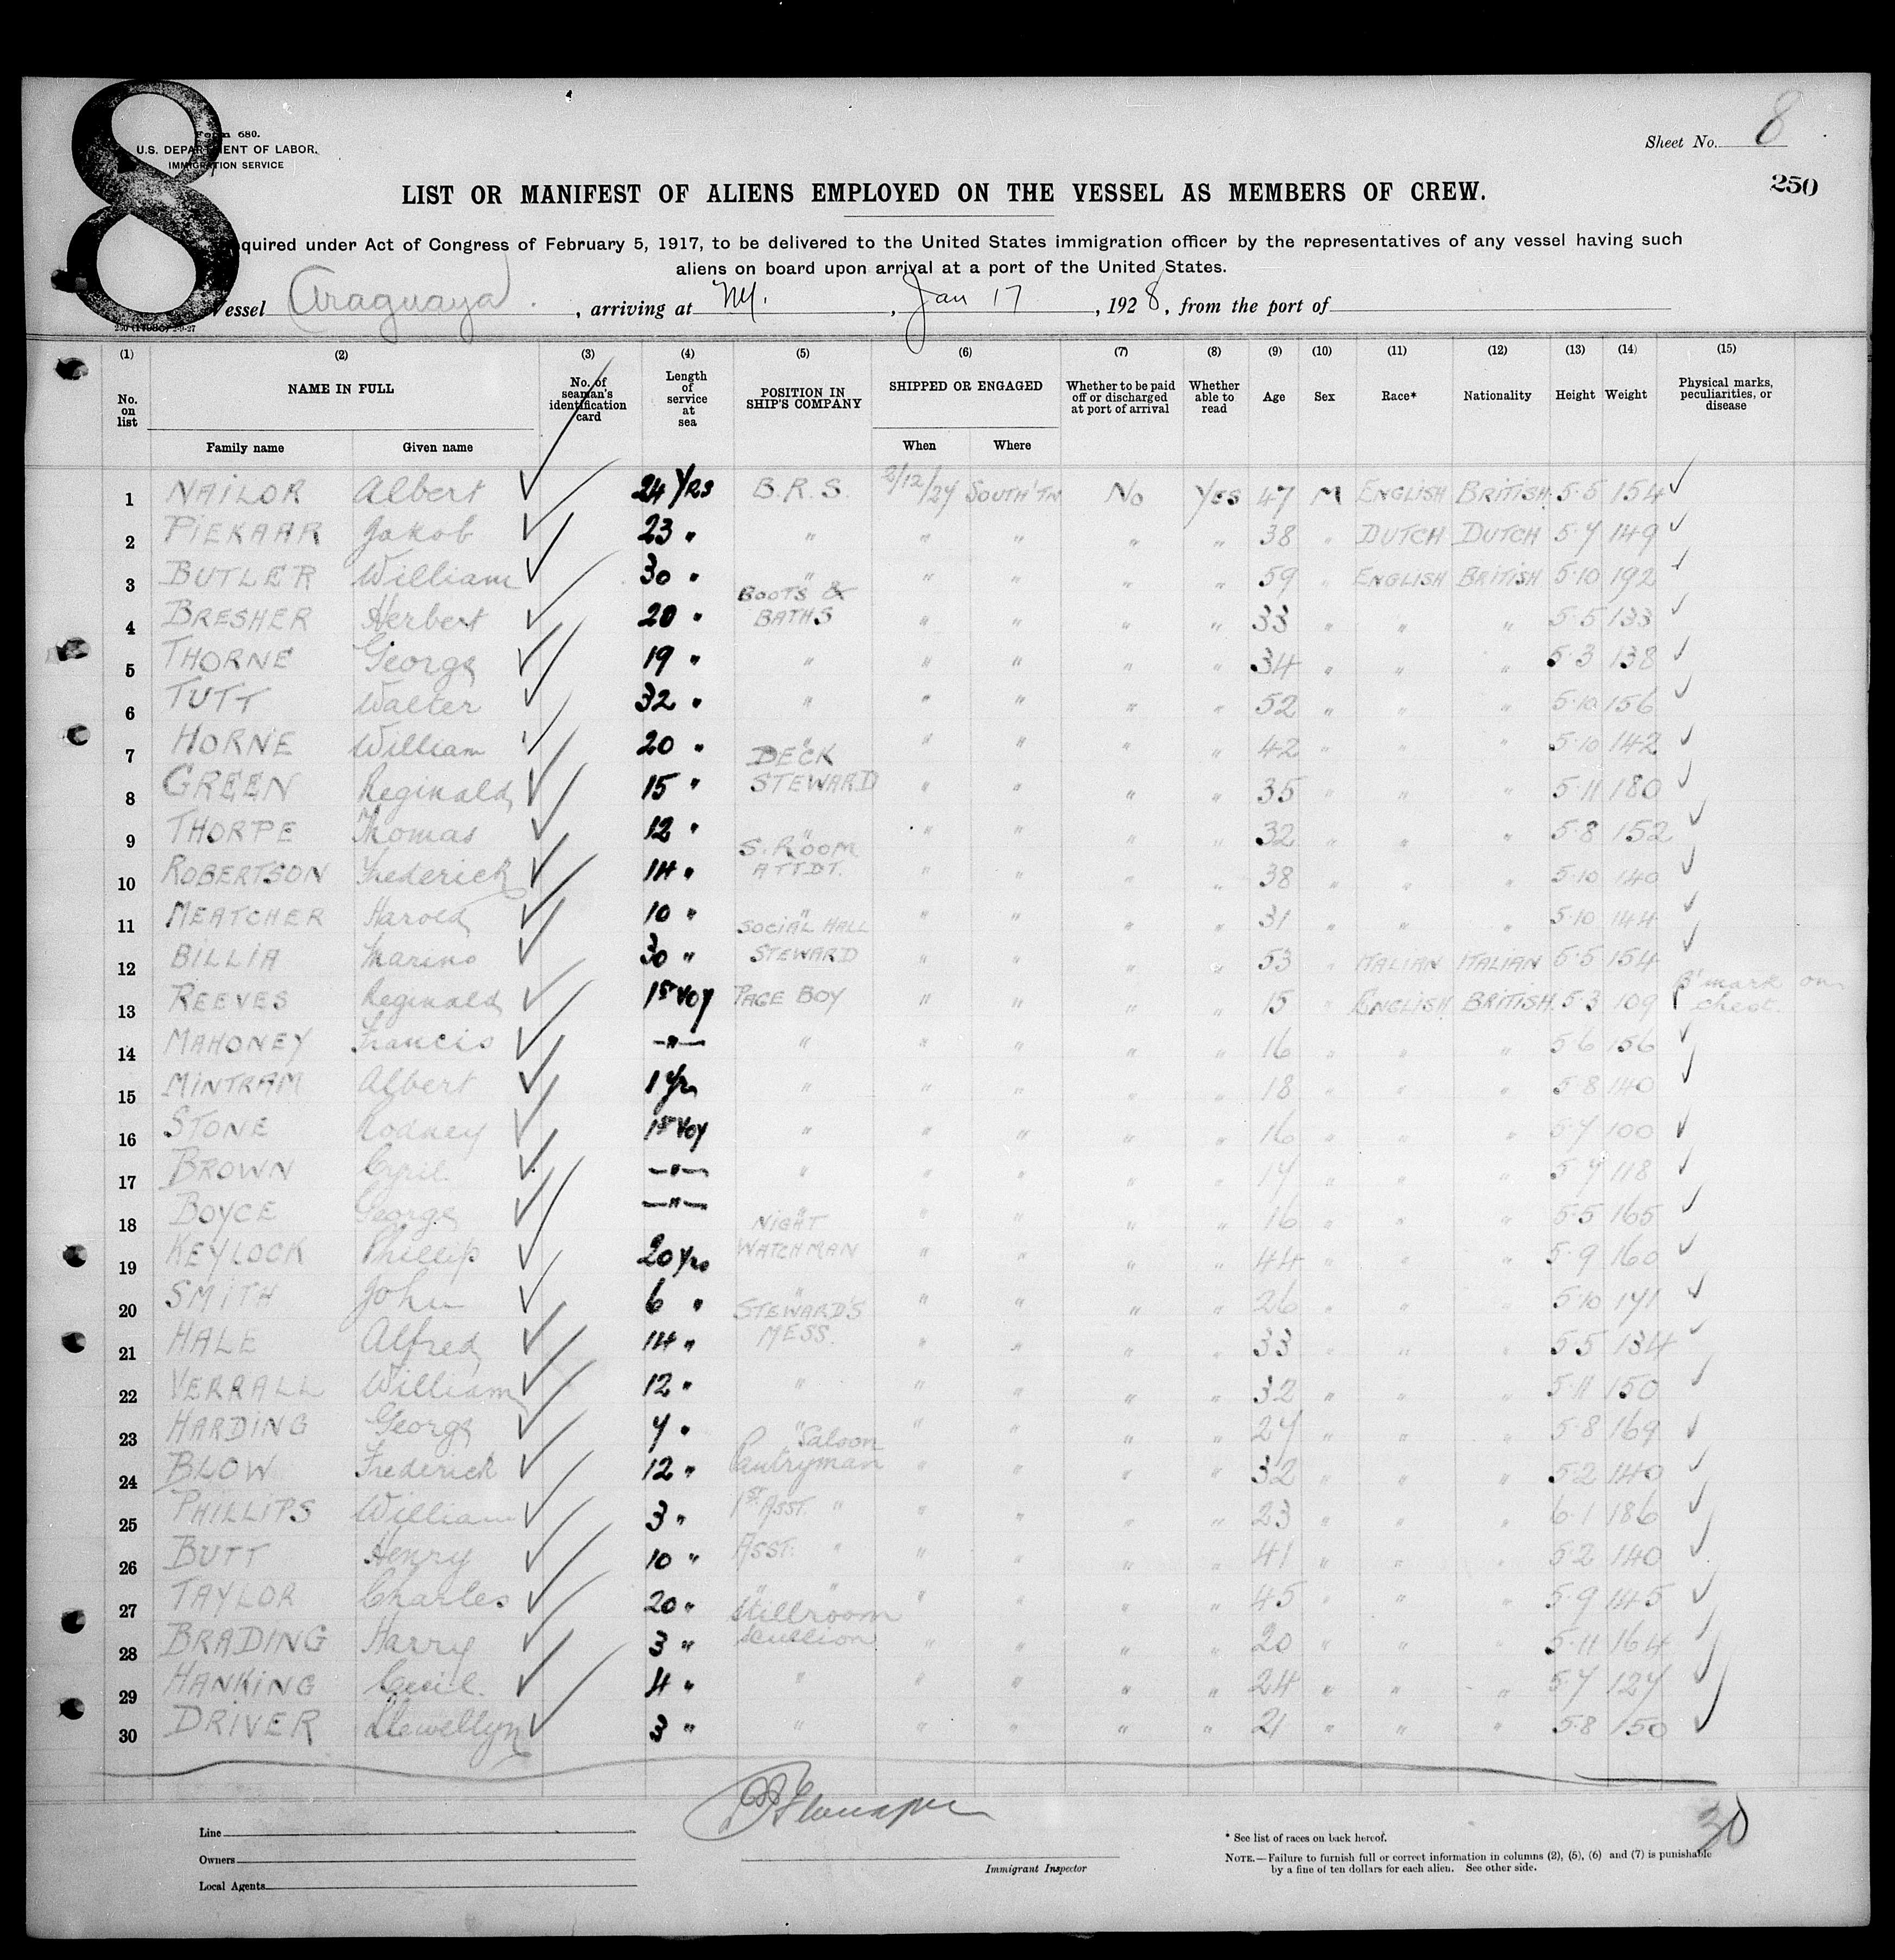 8
Form 680.
U.S. DEPARTMENT OF LABOR,
IMMIGRATION SERVICE
Sheet No. 8
250
LIST OR MANIFEST OF ALIENS EMPLOYED ON THE VESSEL AS MEMBERS OF CREW.
Required under Act of Congress of February 5, 1917, to be delivered to the United States immigration officer by the representatives of any vessel having such
aliens on board upon arrival at a port of the United States.
Vessel Araguaya, arriving at NY., Jan 17, 1928, from the port of
(1) (2) (3) (4) (5) (6) (7) (8) (9) (10) (11) (12) (13) (14) (15)
No. on list NAME IN FULL No. of seaman's identification card Length of service at sea POSITION IN SHIP'S COMPANY SHIPPED OR ENGAGED Whether to be paid off or discharged at port of arrival Whether able to read Age Sex Race* Nationality Height Weight Physical marks, peculiarities, or disease
Family name Given name When Where
1 NAILOR Albert 24 Yrs B.R.S. 2/12/27 SOUTH'TN No Yes 47 M ENGLISH BRITISH 5·5 154
2 PIEKAAR Jakob 23 " " " " " " 38 " DUTCH DUTCH 5·7 149
3 BUTLER William 30 " " " " " " 59 " ENGLISH BRITISH 5·10 192
4 BRESHER Herbert 20 " BOOTS & BATHS " " " " 33 " " " 5·5 133
5 THORNE George 19 " " " " " " 34 " " " 5·3 138
6 TUTT Walter 32 " " " " " " 52 " " " 5·10 156
7 HORNE William 20 " " " " " " 42 " " " 5·10 142
8 GREEN Reginald 15 " DECK STEWARD " " " " 35 " " " 5·11 180
9 THORPE Thomas 12 " " " " " " 32 " " " 5·8 152
10 ROBERTSON Frederick 14 " S. ROOM ATTDT. " " " " 38 " " " 5·10 140
11 MEATCHER Harold 10 " " " " " " 31 " " " 5·10 144
12 BILLIA Marino 30 " SOCIAL HALL STEWARD " " " " 53 " ITALIAN ITALIAN 5·5 154
13 REEVES Reginald 1st Voy PAGE BOY " " " " 15 " ENGLISH BRITISH 5·3 109 B'mark on chest.
14 MAHONEY Francis —"— " " " " " 16 " " " 5·6 156
15 MINTRAM Albert 1 Yr " " " " " 18 " " " 5·8 140
16 STONE Rodney 1st Voy " " " " " 16 " " " 5·7 100
17 BROWN Cyril —"— " " " " " 17 " " " 5·7 118
18 BOYCE George —"— " " " " " 16 " " " 5·5 165
19 KEYLOCK Phillip 20 Yrs NIGHT WATCHMAN " " " " 44 " " " 5·9 160
20 SMITH John 6 " " " " " " 26 " " " 5·10 171
21 HALE Alfred 14 " STEWARD'S MESS. " " " " 33 " " " 5·5 134
22 VERRALL William 12 " " " " " " 32 " " " 5·11 150
23 HARDING George 7 " " " " " " 27 " " " 5·8 169
24 BLOW Frederick 12 " Saloon Pantryman " " " " 32 " " " 5·2 140
25 PHILLIPS William 3 " 1ST ASST. " " " " " 23 " " " 6·1 186
26 BUTT Henry 10 " ASST. " " " " " 41 " " " 5·2 140
27 TAYLOR Charles 20 " " " " " " " 45 " " " 5·9 145
28 BRADING Harry 3 " Stillroom Scullion " " " " 20 " " " 5·11 164
29 HANKING Cecil 4 " " " " " " 24 " " " 5·7 127
30 DRIVER Llewellyn 3 " " " " " " 21 " " " 5·8 150
30
Line
Owners
Local Agents
Immigrant Inspector
* See list of races on back hereof.
NOTE.—Failure to furnish full or correct information in columns (2), (5), (6) and (7) is punishable
by a fine of ten dollars for each alien. See other side.